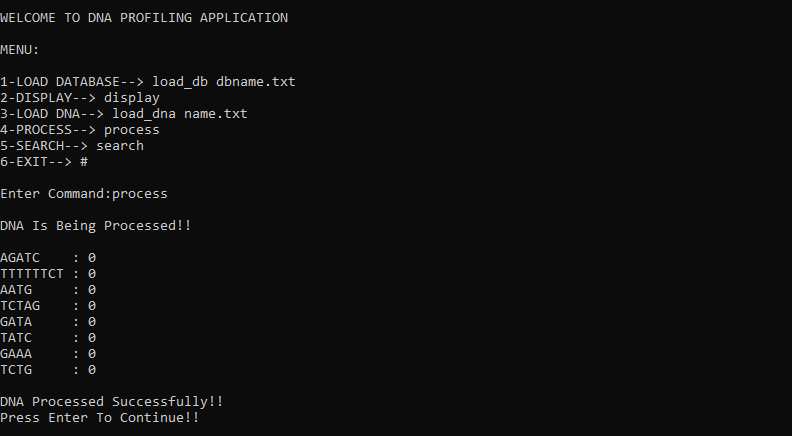 WELCOME TO DNA PROFILING APPLICATION
MENU:
1-LOAD DATABASE--> load_db dbname.txt
2-DISPLAY--> display
3-LOAD DNA--> load_dna name.txt
4-PROCESS--> process
5-SEARCH--> search
6-EXIT--> #
Enter Command:process
DNA Is Being Processed!!
AGATC    : 0
TTTTTTCT : 0
AATG     : 0
TCTAG    : 0
GATA     : 0
TATC     : 0
GAAA     : 0
TCTG     : 0
DNA Processed Successfully!!
Press Enter To Continue!!